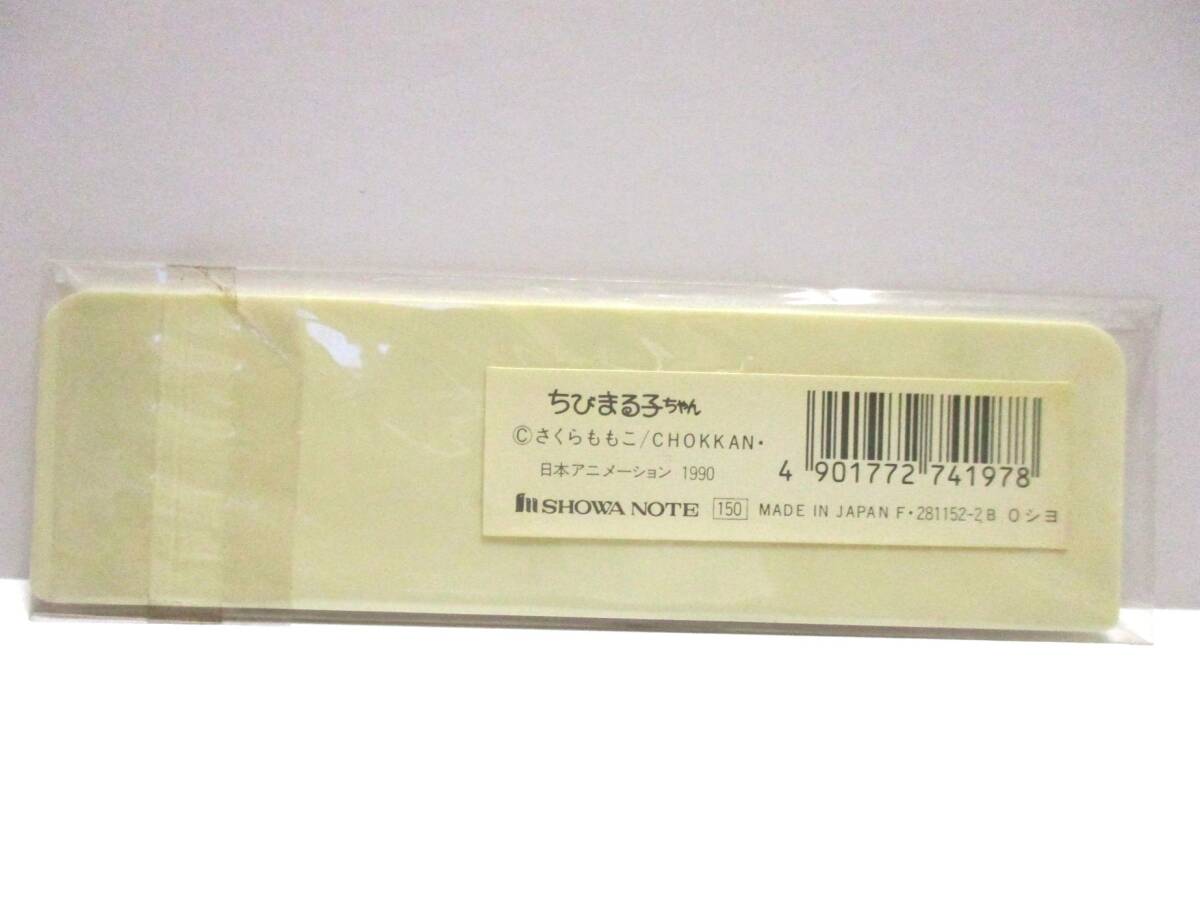 ちびまる子ちゃん
©さくらももこ/CHOKKAN・
日本アニメーション 1990
4 901772 741978
SHOWA NOTE 150 MADE IN JAPAN F・281152-2B 0シヨ